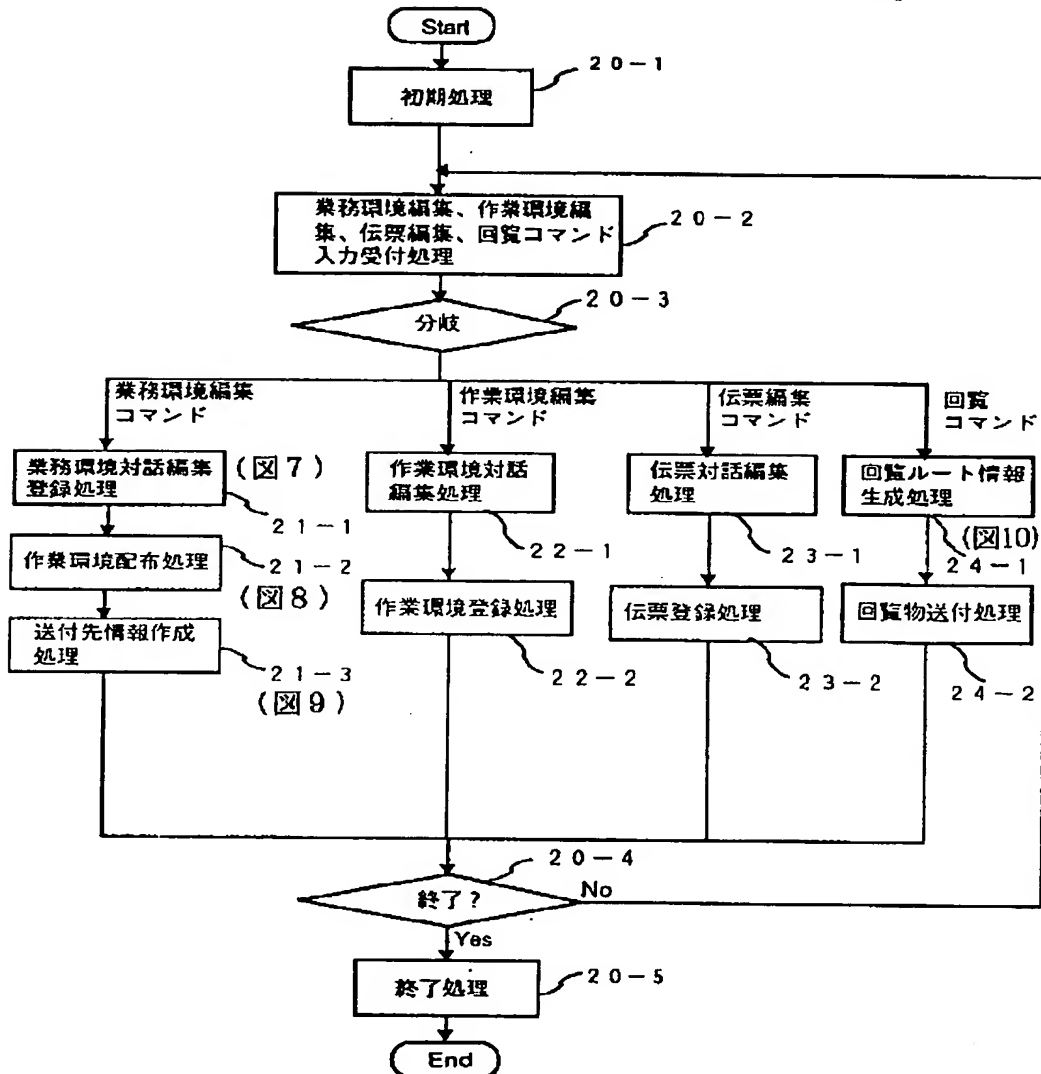 Start
20-1
初期処理
業務環境編集、作業環境編
集、伝票編集、回覧コマンド
入力受付処理
20-2
20-3
分岐
業務環境編集
コマンド
作業環境編集
コマンド
伝票編集
コマンド
回覧
コマンド
業務環境対話編集
登録処理
(図7)
21-1
作業環境対話
編集処理
22-1
伝票対話編集
処理
23-1
回覧ルート情報
生成処理
(図10)
24-1
作業環境配布処理
21-2
(図8)
作業環境登録処理
22-2
伝票登録処理
23-2
回覧物送付処理
24-2
送付先情報作成
処理
21-3
(図9)
20-4
終了?
No
Yes
終了処理
20-5
End